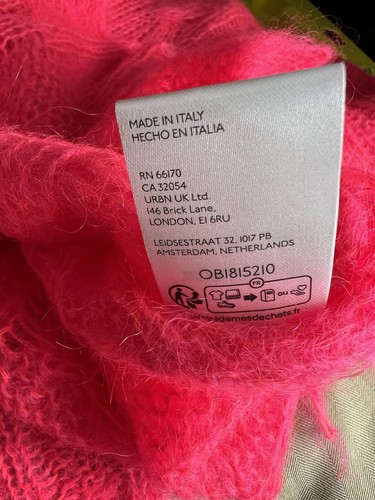 MADE IN ITALY
HECHO EN ITALIA
RN 66170
CA 32054
URBN UK Ltd
146 Brick Lane,
LONDON, E1 6RU
LEIDSESTRAAT 32, 1017 PB
AMSTERDAM, NETHERLANDS
OB1815210
FR
OU